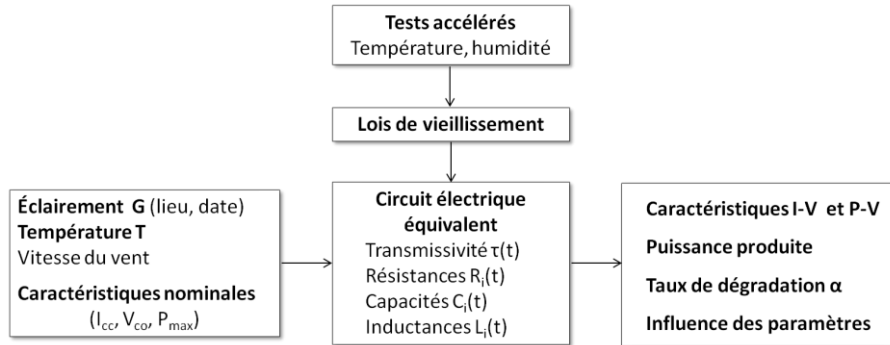 Tests accélérés
Température, humidité
Lois de vieillissement
Éclairement G (lieu, date)
Température T
Vitesse du vent
Caractéristiques nominales
(Icc, Vco, Pmax)
Circuit électrique
équivalent
Transmissivité τ(t)
Résistances Ri(t)
Capacités Ci(t)
Inductances Li(t)
Caractéristiques I-V et P-V
Puissance produite
Taux de dégradation α
Influence des paramètres